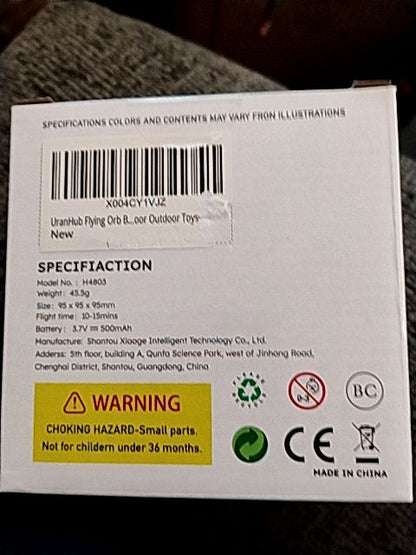 SPECIFICATIONS COLORS AND CONTENTS MAY VARY FRON ILLUSTRATIONS
X004CY1VJZ
UranHub Flying Orb B...oor Outdoor Toys
New
SPECIFIACTION
Model No. : H4803
Weight: 45.5g
Size: 95 x 95 x 95mm
Flight time: 10-15mins
Battery: 3.7V ⎓ 500mAh
Manufacture: Shantou Xiaoge Intelligent Technology Co., Ltd.
Adderss: 5th floor, building A, Qunfa Science Park, west of Jinhong Road,
Chenghai District, Shantou, Guangdong, China
WARNING
CHOKING HAZARD-Small parts.
Not for childern under 36 months.
0-3
BC
CE
MADE IN CHINA